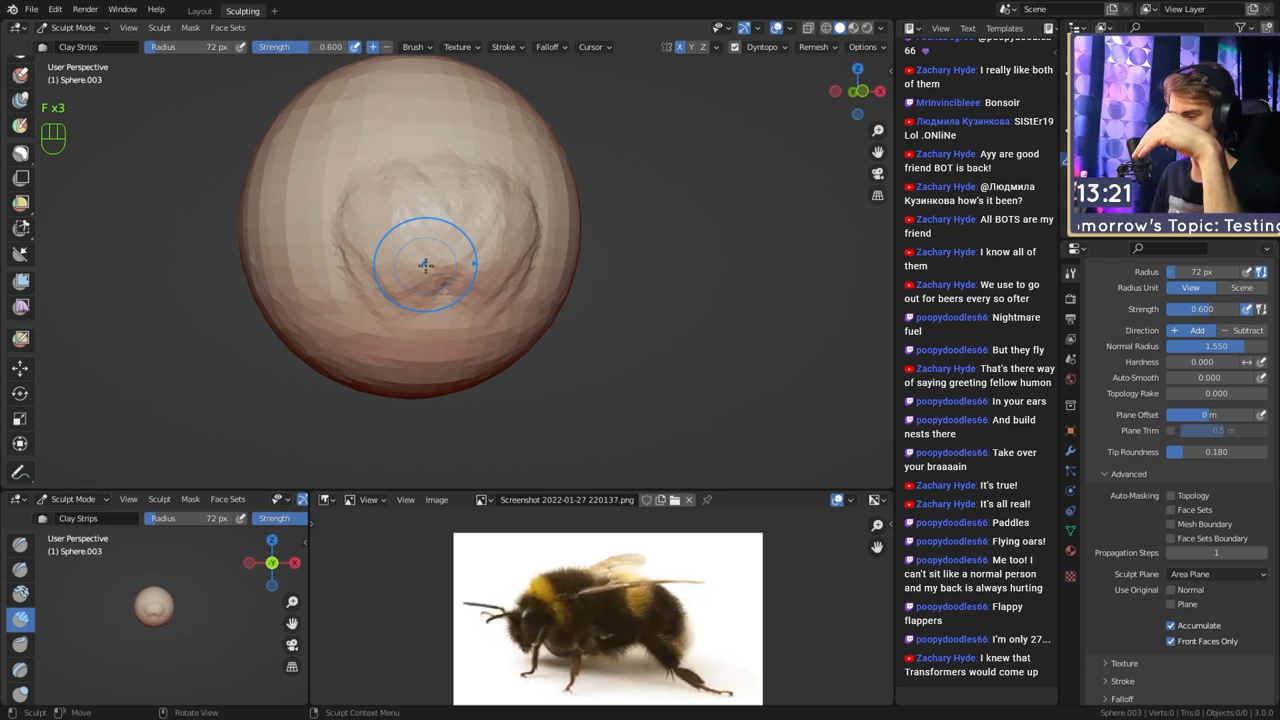 File Edit Render Window Help Layout Sculpting + Scene View Layer
Sculpt Mode View Sculpt Mask Face Sets View Text Templates
Clay Strips Radius 72 px Strength 0.600 Brush Texture Stroke Falloff Cursor X Y Z Dyntopo Remesh Options
User Perspective
(1) Sphere.003
F x3
Z
Y
X
66
Zachary Hyde: I really like both
of them
MrInvincibleee: Bonsoir
Людмила Кузинкова: SIStEr19
Lol .ONliNe
Zachary Hyde: Ayy are good
friend BOT is back!
Zachary Hyde: @Людмила
Кузинкова how's it been?
Zachary Hyde: All BOTS are my
friend
Zachary Hyde: I know all of
them
Zachary Hyde: We use to go
out for beers every so ofter
poopydoodles66: Nightmare
fuel
poopydoodles66: But they fly
Zachary Hyde: That's there way
of saying greeting fellow humon
poopydoodles66: In your ears
poopydoodles66: And build
nests there
poopydoodles66: Take over
your braaaain
Zachary Hyde: It's true!
Zachary Hyde: It's all real!
poopydoodles66: Paddles
poopydoodles66: Flying oars!
poopydoodles66: Me too! I
can't sit like a normal person
and my back is always hurting
poopydoodles66: Flappy
flappers
poopydoodles66: I'm only 27...
Zachary Hyde: I knew that
Transformers would come up
13:21
omorrow's Topic: Testing
Radius 72 px
Radius Unit View Scene
Strength 0.600
Direction + Add − Subtract
Normal Radius 1.550
Hardness 0.000
Auto-Smooth 0.000
Topology Rake 0.000
Plane Offset 0 m
Plane Trim 0.5 m
Tip Roundness 0.180
Advanced
Auto-Masking Topology
Face Sets
Mesh Boundary
Face Sets Boundary
Propagation Steps 1
Sculpt Plane Area Plane
Use Original Normal
Plane
Accumulate
Front Faces Only
Texture
Stroke
Falloff
Sculpt Mode View Sculpt Mask Face Sets
Clay Strips Radius 72 px Strength
User Perspective
(1) Sphere.003
Z
-Y
X
View View Image Screenshot 2022-01-27 220137.png
Sculpt Move Rotate View Sculpt Context Menu Sphere.003 | Verts:0 | Tris:0 | Objects:0/0 | 3.0.0